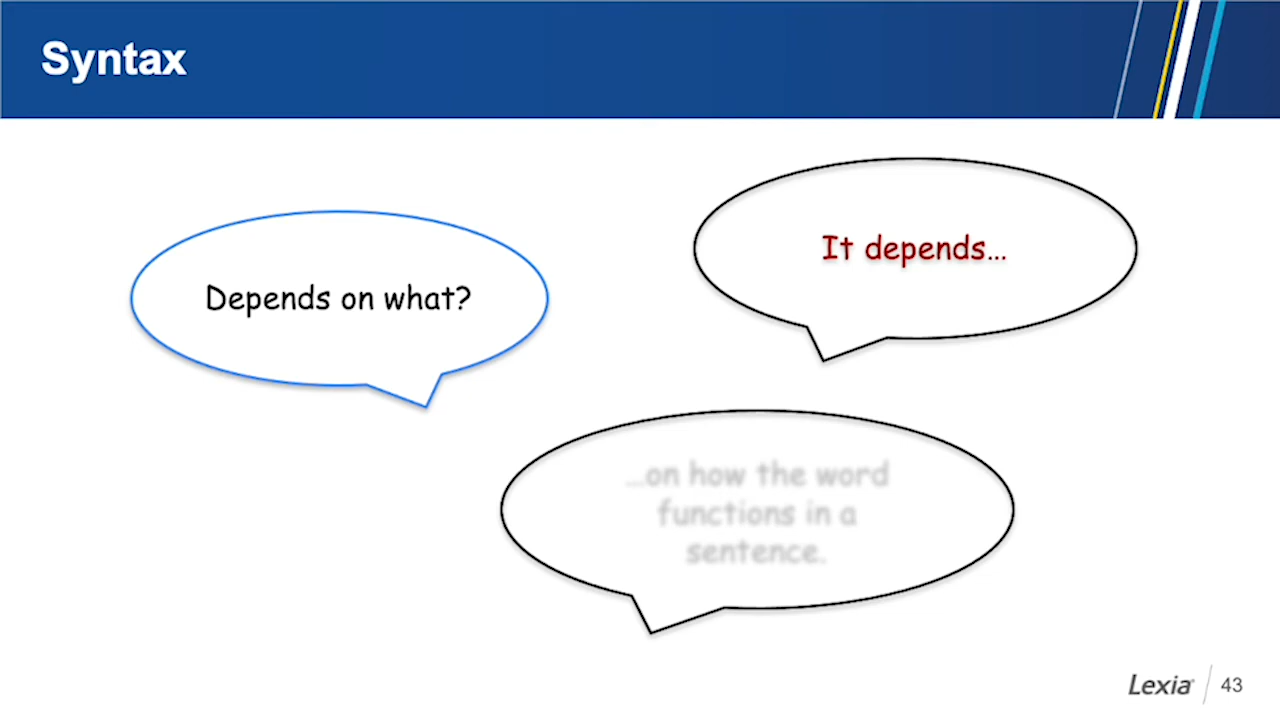 Syntax
It depends...
Depends on what?
...on how the word
functions in a
sentence.
Lexia
43